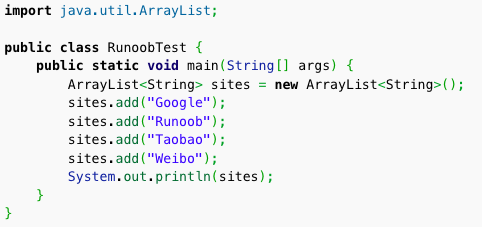 import java.util.ArrayList;

public class RunoobTest {
    public static void main(String[] args) {
        ArrayList<String> sites = new ArrayList<String>();
        sites.add("Google");
        sites.add("Runoob");
        sites.add("Taobao");
        sites.add("Weibo");
        System.out.println(sites);
    }
}